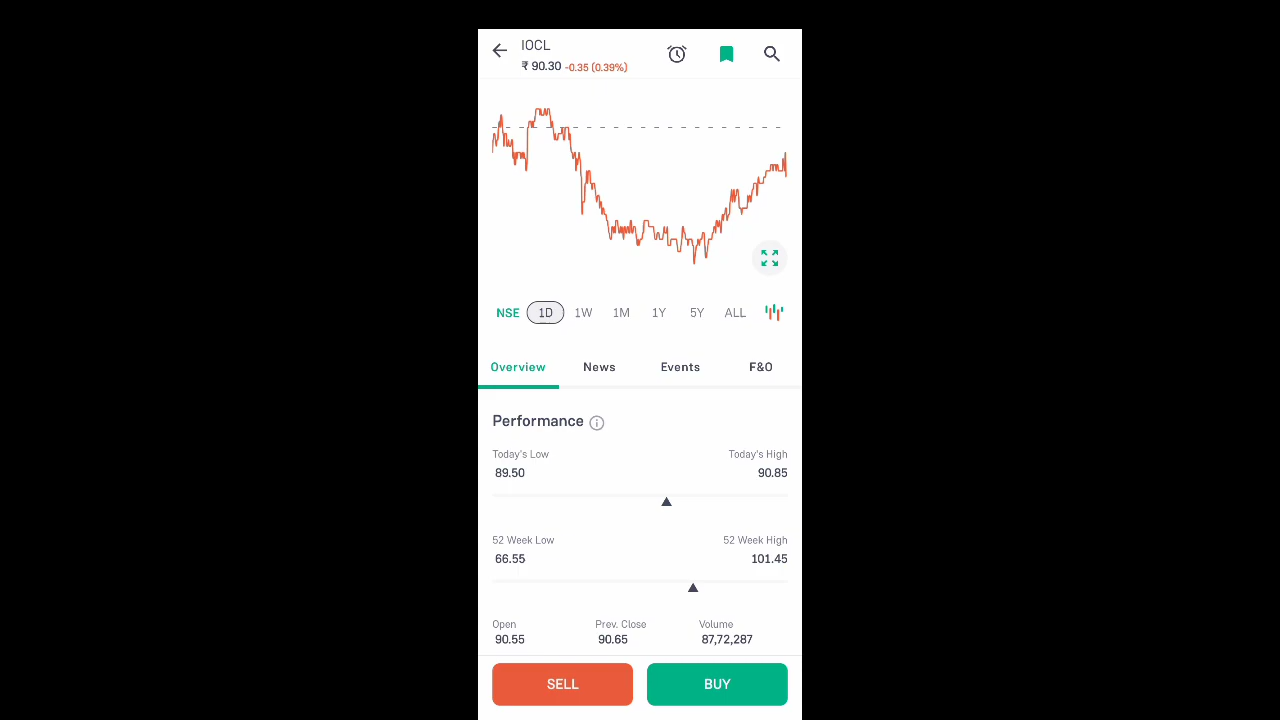 IOCL
₹ 90.30 -0.35 (0.39%)
NSE 1D 1W 1M 1Y 5Y ALL
Overview News Events F&O
Performance
Today's Low Today's High
89.50 90.85
52 Week Low 52 Week High
66.55 101.45
Open Prev. Close Volume
90.55 90.65 87,72,287
SELL BUY